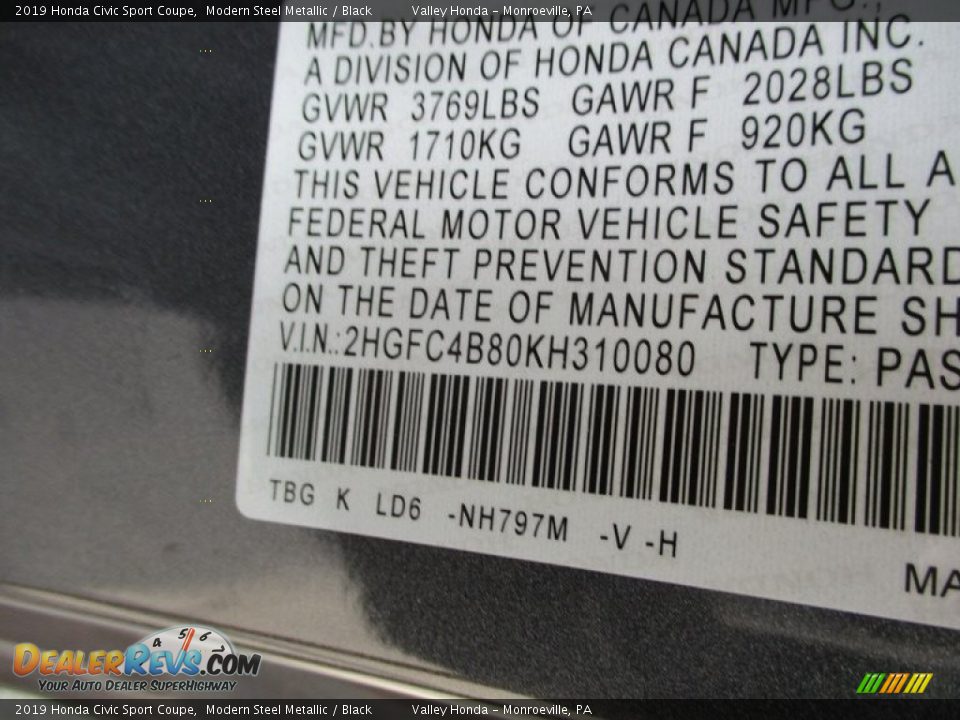 2019 Honda Civic Sport Coupe,  Modern Steel Metallic / Black          Valley Honda - Monroeville, PA
MFD.BY HONDA OF CANADA MFG.,
A DIVISION OF HONDA CANADA INC.
GVWR 3769LBS GAWR F 2028LBS
GVWR 1710KG GAWR F 920KG
THIS VEHICLE CONFORMS TO ALL A
FEDERAL MOTOR VEHICLE SAFETY
AND THEFT PREVENTION STANDARD
ON THE DATE OF MANUFACTURE SH
V.I.N.:2HGFC4B80KH310080 TYPE: PAS
TBG K LD6 -NH797M -V -H
MA
4 5 6 7
DEALERREVS.COM
YOUR AUTO DEALER SUPERHIGHWAY
2019 Honda Civic Sport Coupe,  Modern Steel Metallic / Black          Valley Honda - Monroeville, PA